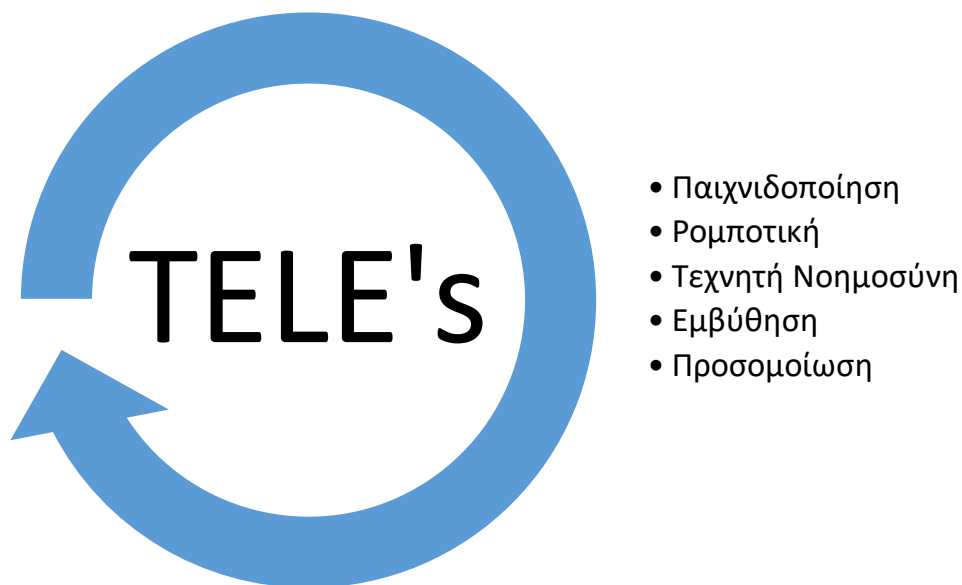 TELE's
• Παιχνιδοποίηση
• Ρομποτική
• Τεχνητή Νοημοσύνη
• Εμβύθηση
• Προσομοίωση